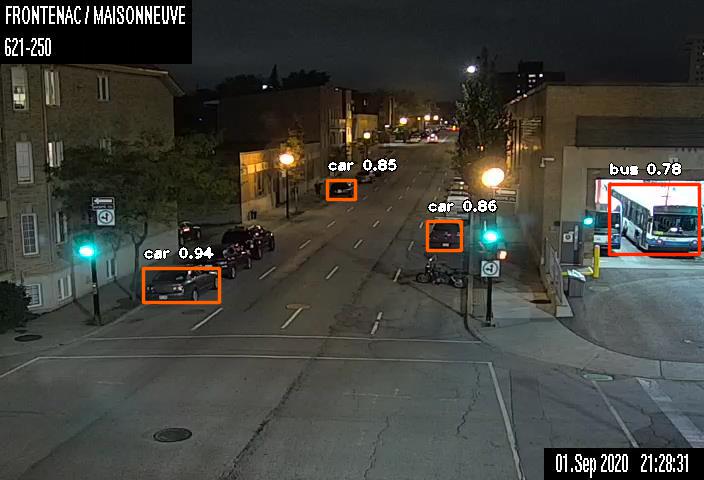 FRONTENAC / MAISONNEUVE
621-250
car 0.85
bus 0.78
car 0.86
car 0.94
01.Sep 2020 21:28:31